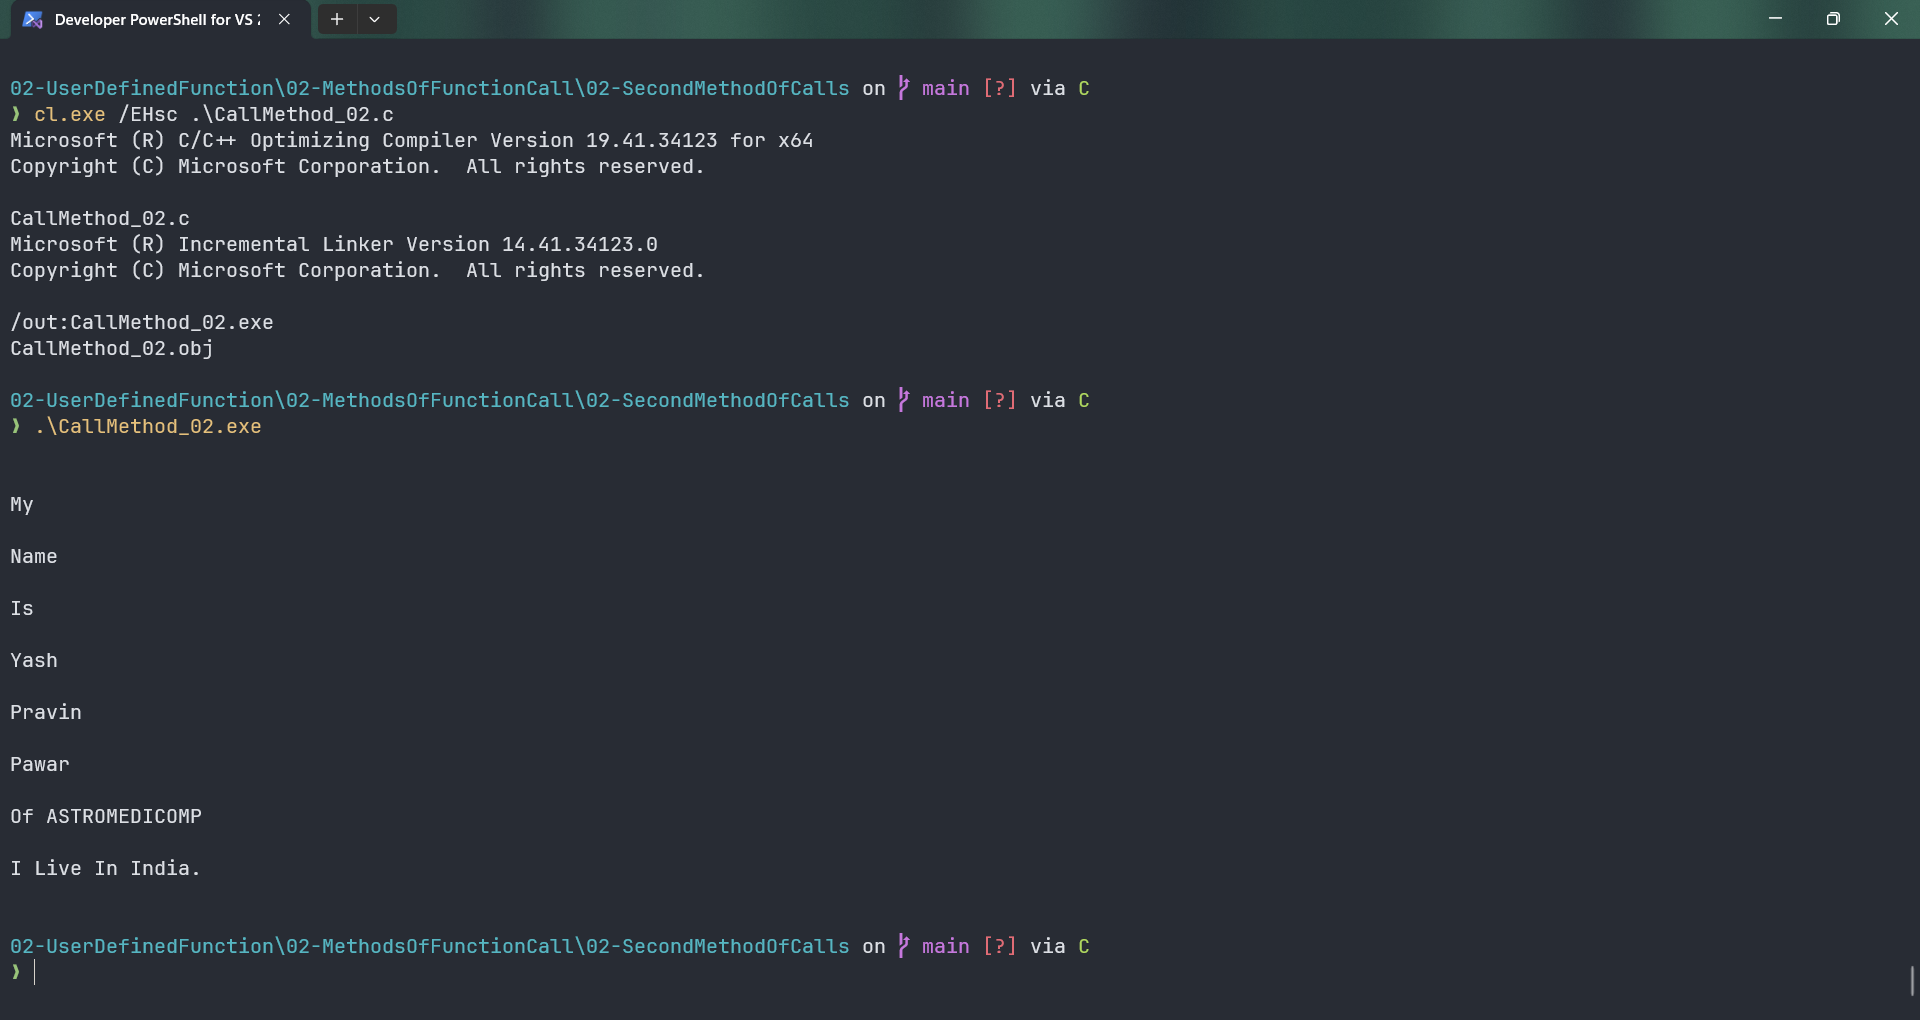 Developer PowerShell for VS 2
02-UserDefinedFunction\02-MethodsOfFunctionCall\02-SecondMethodOfCalls on main [?] via C
❯ cl.exe /EHsc .\CallMethod_02.c
Microsoft (R) C/C++ Optimizing Compiler Version 19.41.34123 for x64
Copyright (C) Microsoft Corporation.  All rights reserved.
CallMethod_02.c
Microsoft (R) Incremental Linker Version 14.41.34123.0
Copyright (C) Microsoft Corporation.  All rights reserved.
/out:CallMethod_02.exe
CallMethod_02.obj
02-UserDefinedFunction\02-MethodsOfFunctionCall\02-SecondMethodOfCalls on main [?] via C
❯ .\CallMethod_02.exe
My
Name
Is
Yash
Pravin
Pawar
Of ASTROMEDICOMP
I Live In India.
02-UserDefinedFunction\02-MethodsOfFunctionCall\02-SecondMethodOfCalls on main [?] via C
❯